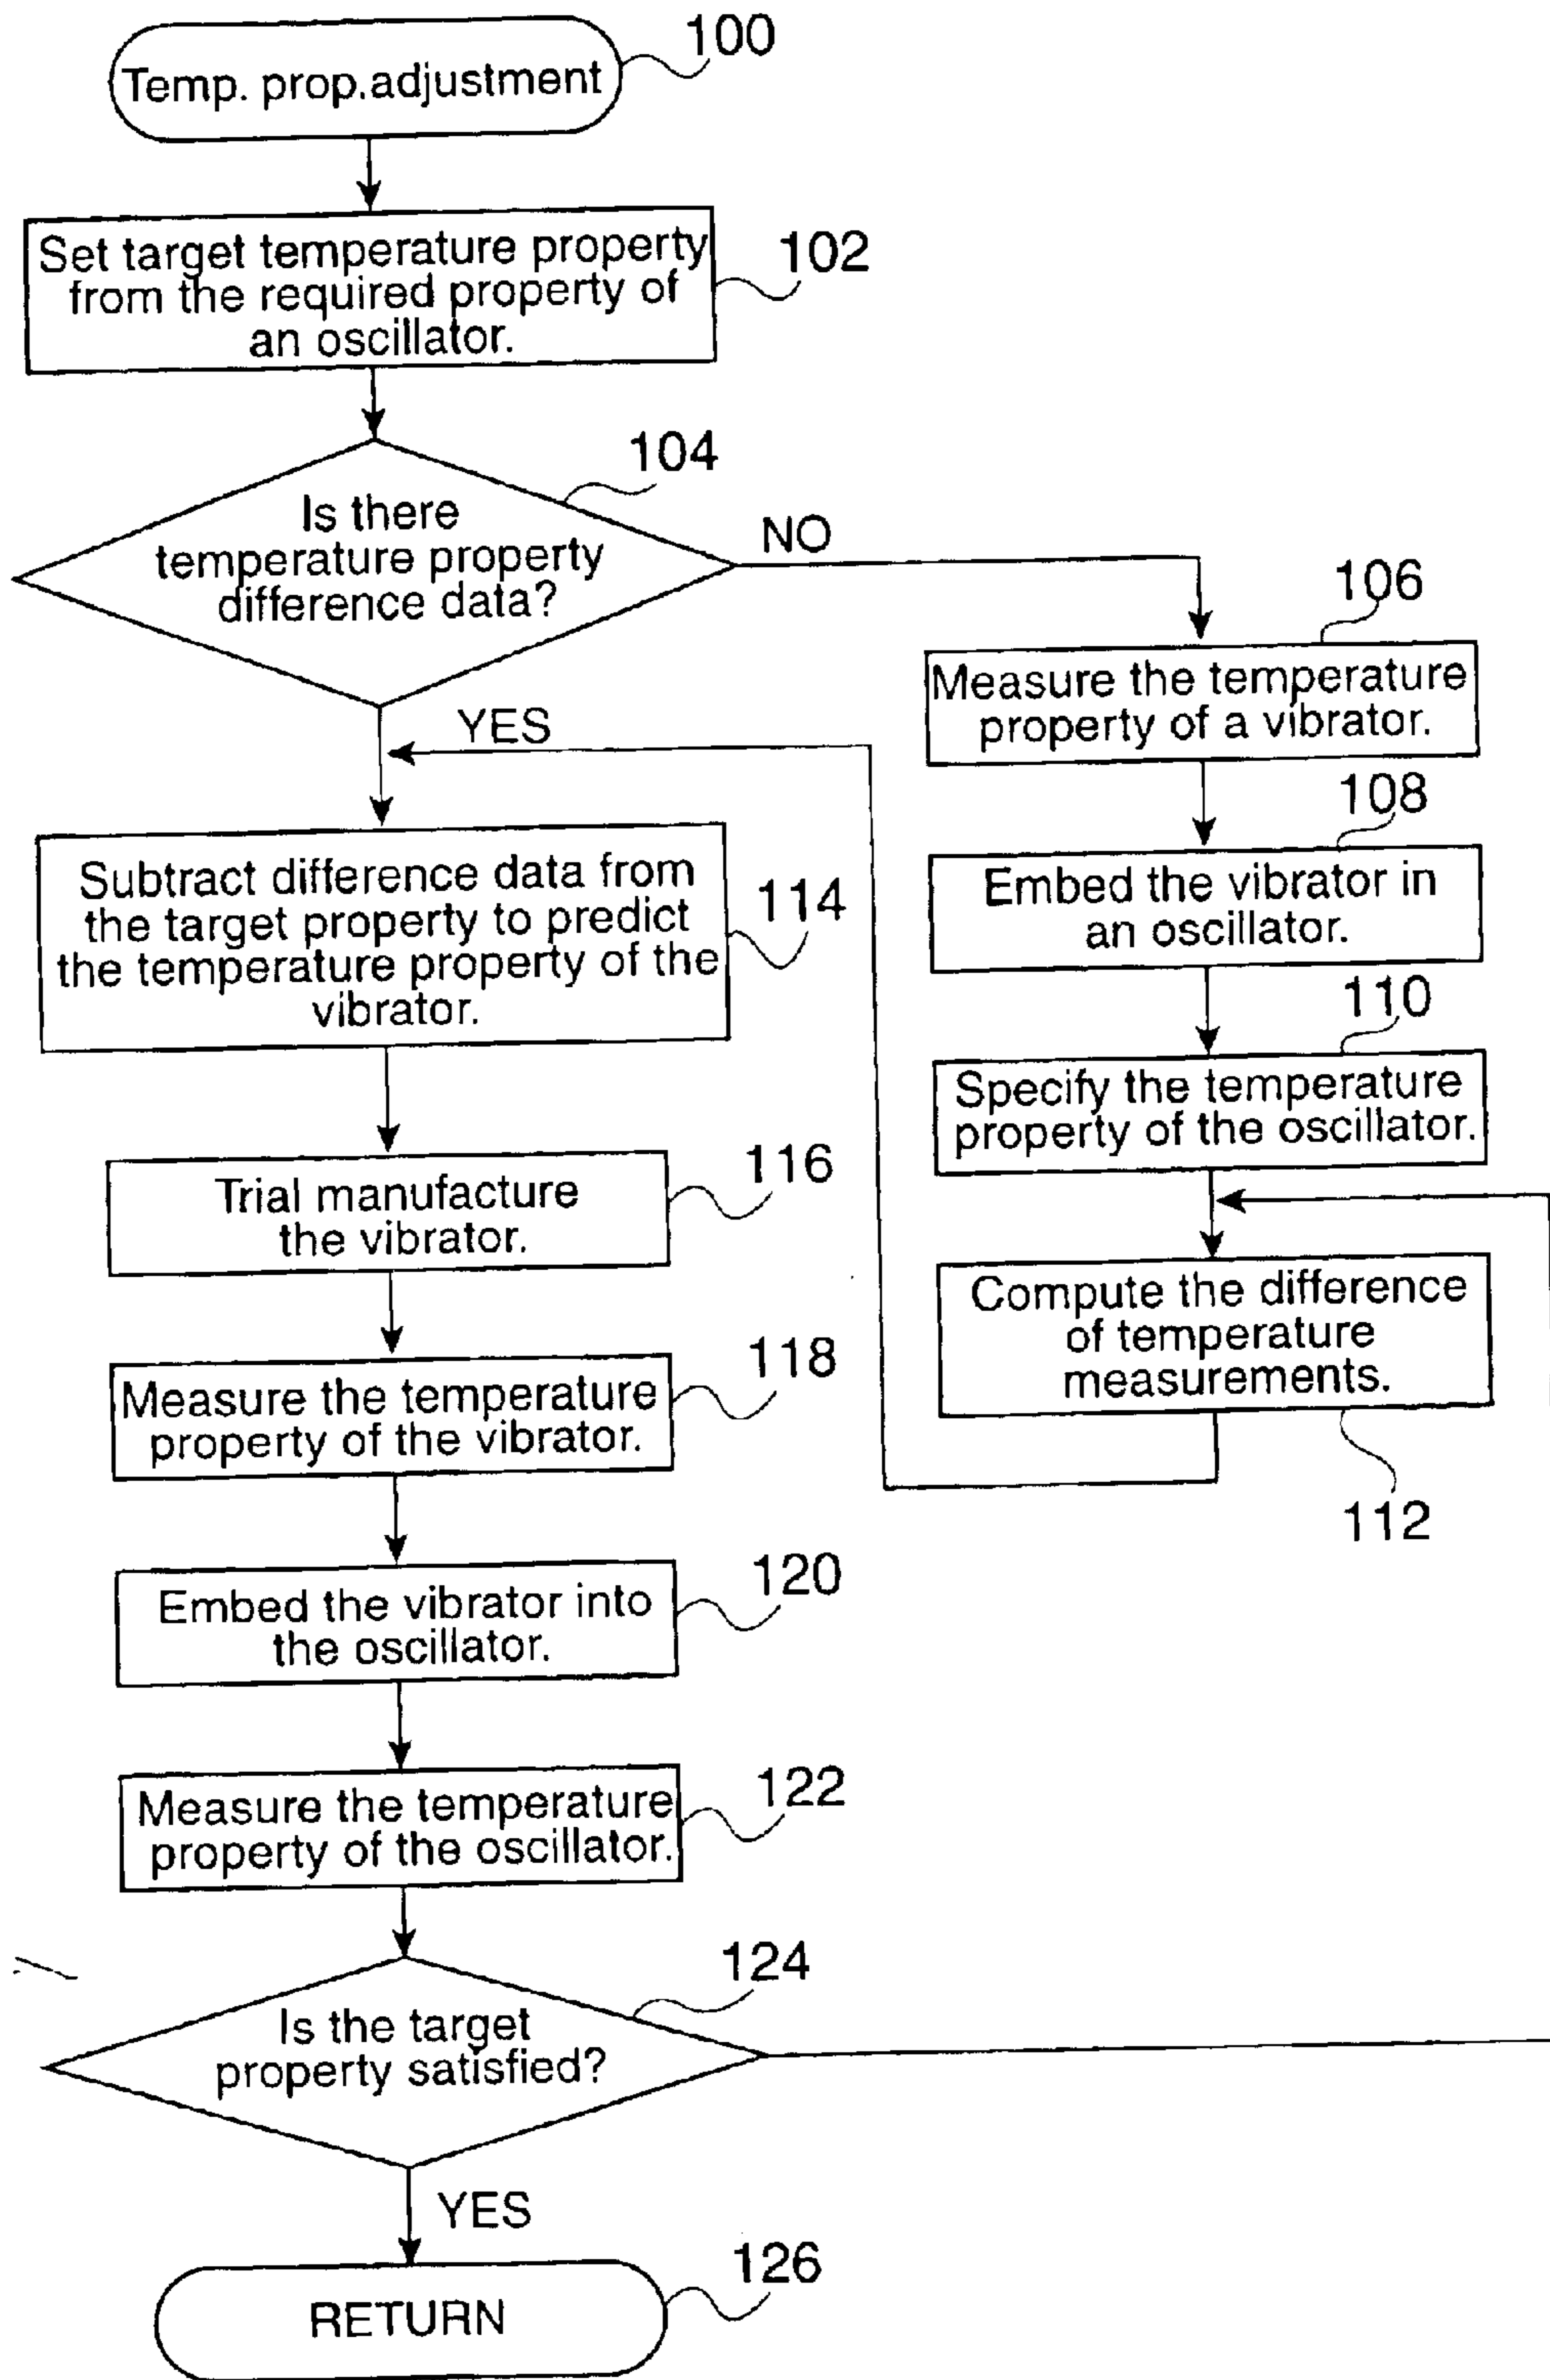 100
Temp. prop.adjustment
Set target temperature property
from the required property of
an oscillator.
102
104
Is there
temperature property
difference data?
NO
YES
106
Measure the temperature
property of a vibrator.
108
Embed the vibrator in
an oscillator.
110
Specify the temperature
property of the oscillator.
Compute the difference
of temperature
measurements.
112
Subtract difference data from
the target property to predict
the temperature property of the
vibrator.
114
Trial manufacture
the vibrator.
116
Measure the temperature
property of the vibrator.
118
Embed the vibrator into
the oscillator.
120
Measure the temperature
property of the oscillator.
122
124
Is the target
property satisfied?
YES
RETURN
126